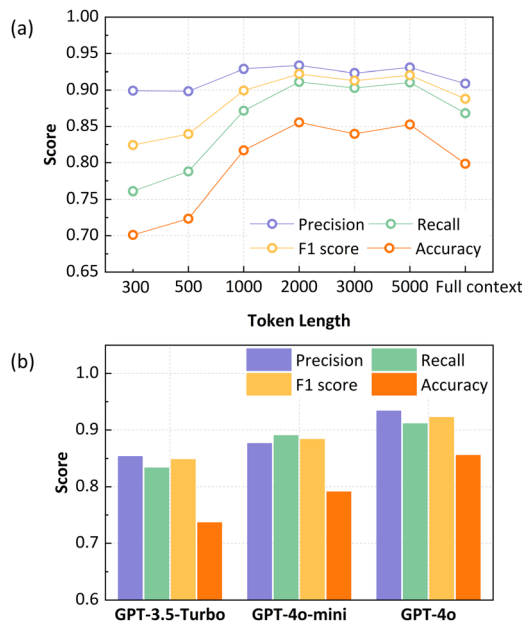 (a)
1.00
0.95
0.90
0.85
0.80
0.75
0.70
0.65
Score
Precision
Recall
F1 score
Accuracy
300
500
1000
2000
3000
5000
Full context
Token Length
(b)
Precision
Recall
F1 score
Accuracy
1.0
0.9
0.8
0.7
0.6
Score
GPT-3.5-Turbo
GPT-4o-mini
GPT-4o